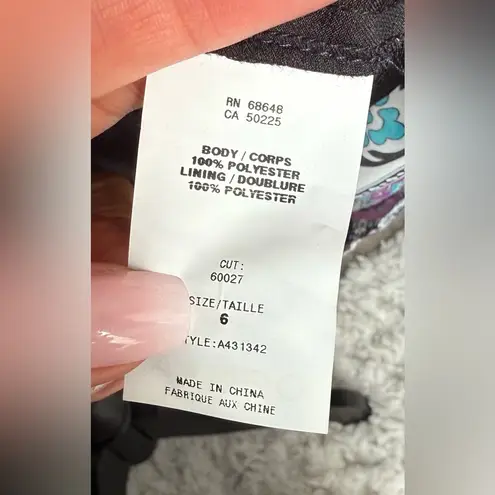 RN 68648
CA 50225
BODY / CORPS
100% POLYESTER
LINING / DOUBLURE
100% POLYESTER
CUT:
60027
SIZE/TAILLE
6
TYLE:A431342
MADE IN CHINA
FABRIQUE AUX CHINE